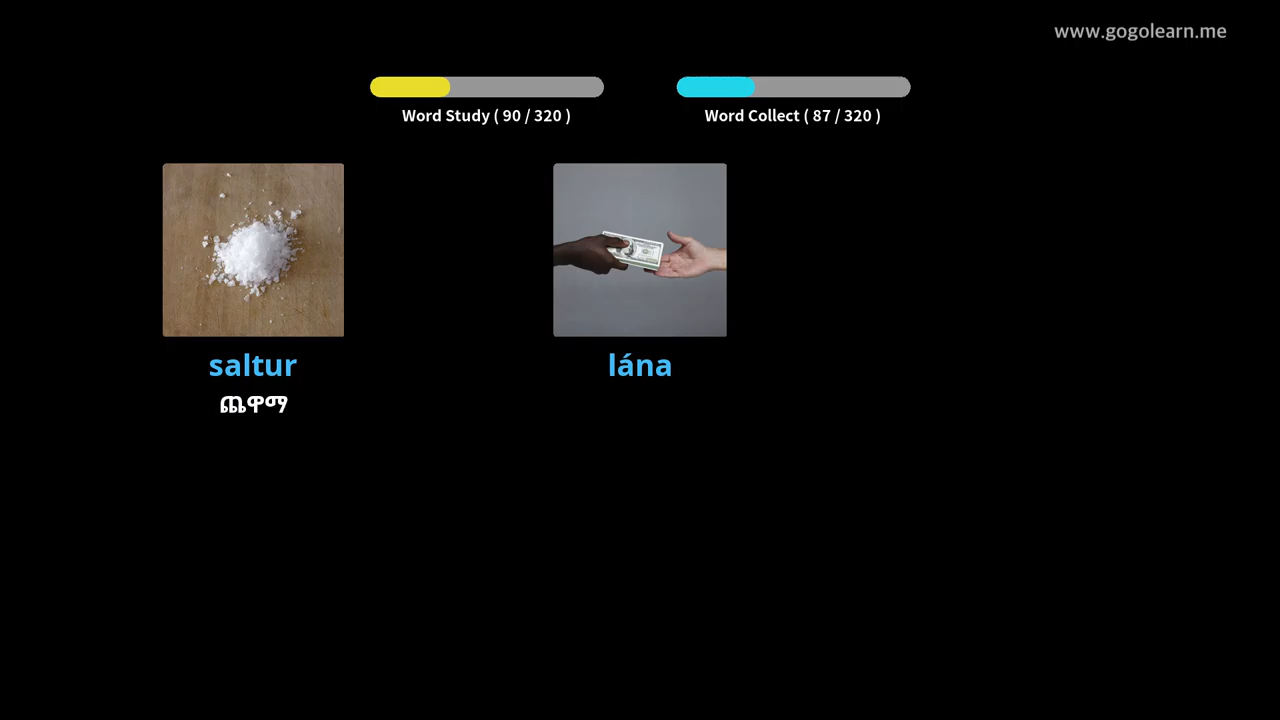 www.gogolearn.me
Word Study ( 90 / 320 )
Word Collect ( 87 / 320 )
saltur
lána
ጨዋማ